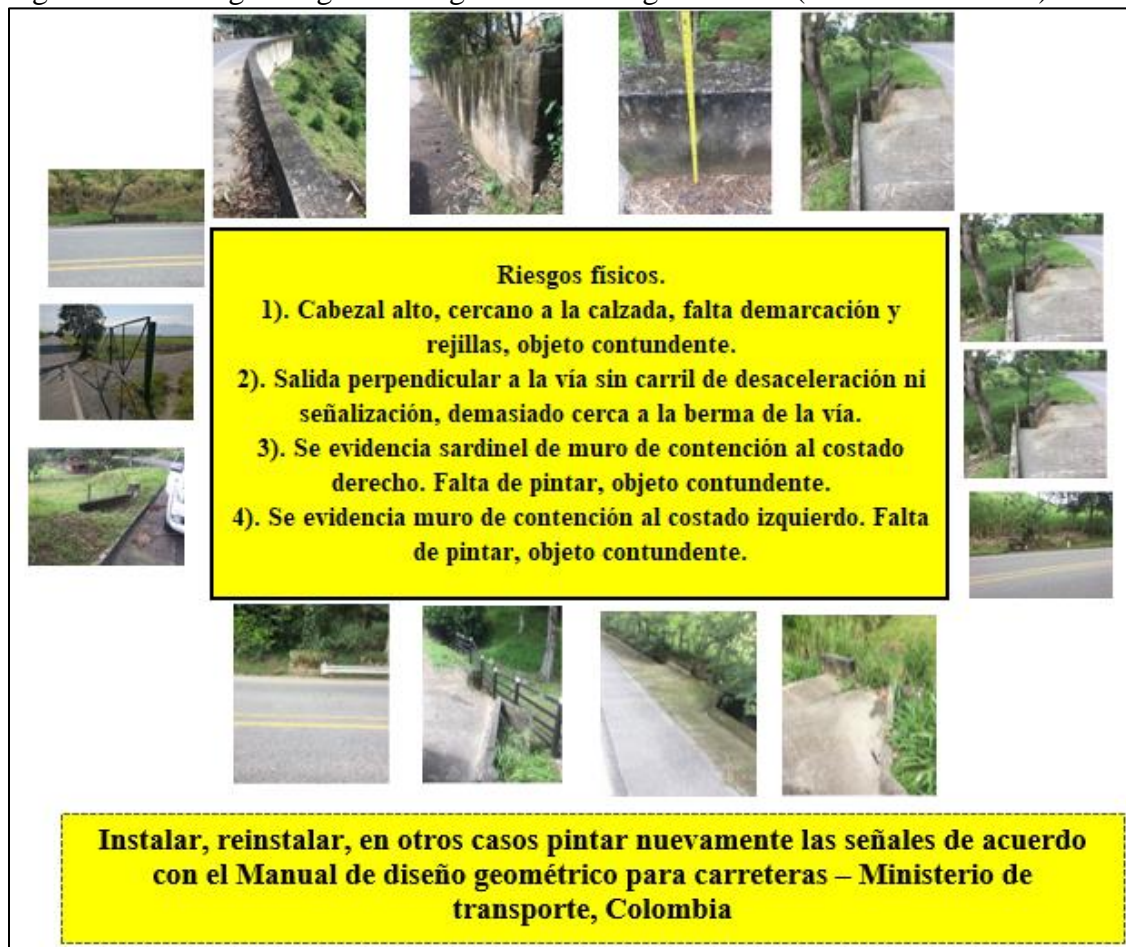 Riesgos físicos.
1). Cabezal alto, cercano a la calzada, falta demarcación y
rejillas, objeto contundente.
2). Salida perpendicular a la vía sin carril de desaceleración ni
señalización, demasiado cerca a la berma de la vía.
3). Se evidencia sardinel de muro de contención al costado
derecho. Falta de pintar, objeto contundente.
4). Se evidencia muro de contención al costado izquierdo. Falta
de pintar, objeto contundente.
Instalar, reinstalar, en otros casos pintar nuevamente las señales de acuerdo
con el Manual de diseño geométrico para carreteras – Ministerio de
transporte, Colombia